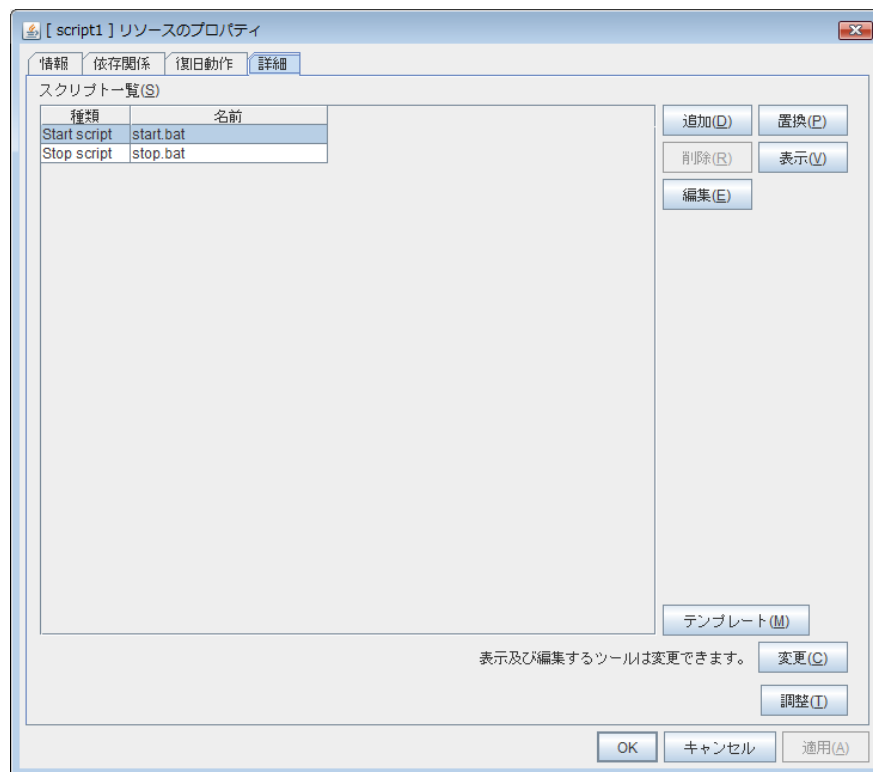 [ script1 ] リソースのプロパティ
情報 依存関係 復旧動作 詳細
スクリプト一覧(S)
種類 名前
Start script start.bat
Stop script stop.bat
追加(D) 置換(P)
削除(R) 表示(V)
編集(E)
テンプレート(M)
表示及び編集するツールは変更できます。 変更(C)
調整(T)
OK キャンセル 適用(A)